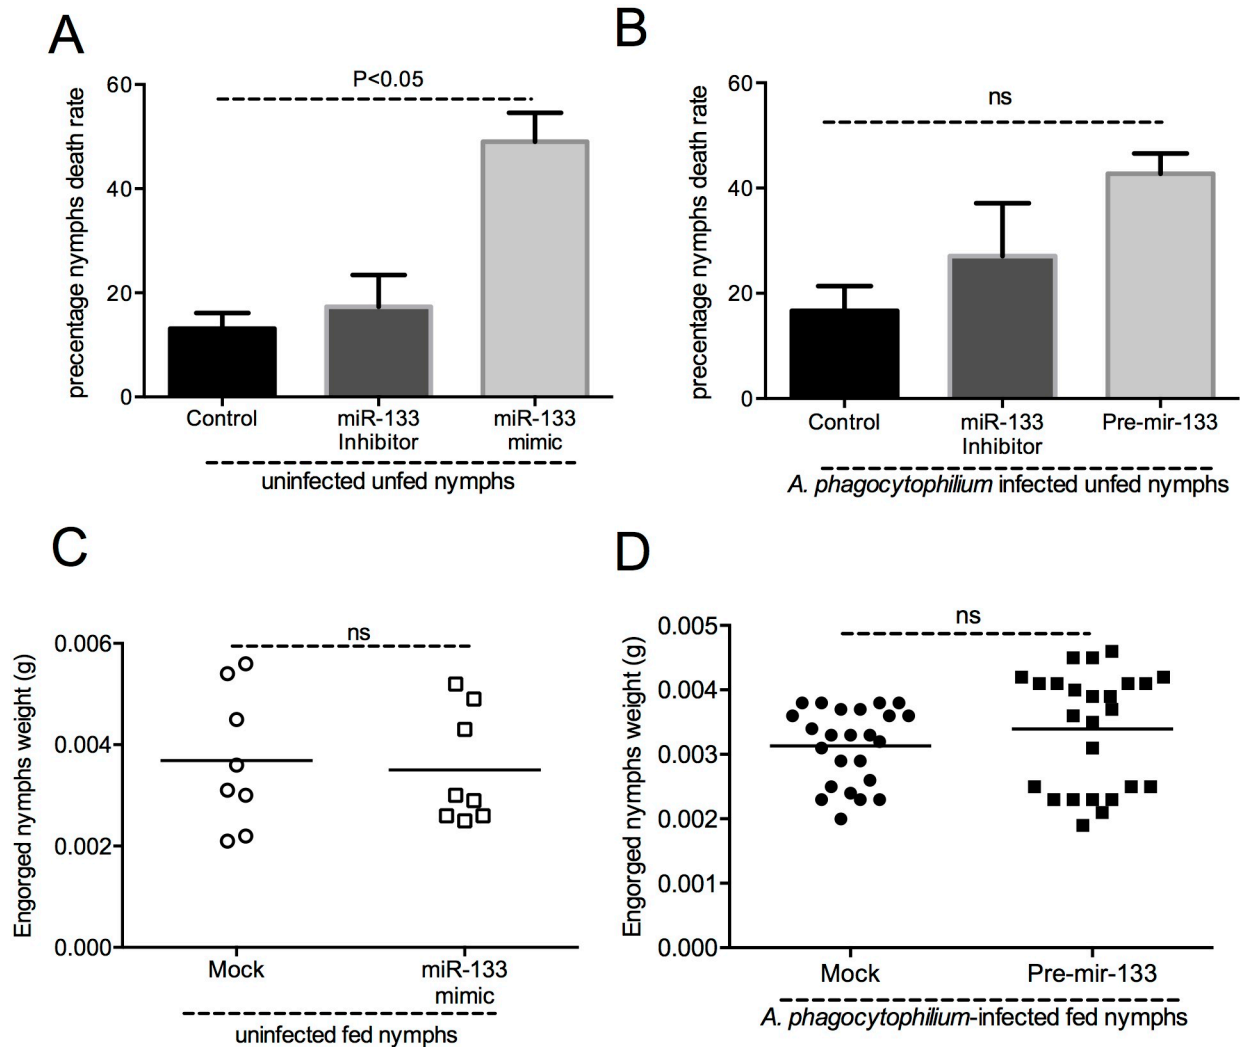 A
precentage nymphs death rate
60
40
20
0
P<0.05
Control
miR-133
Inhibitor
miR-133
mimic
uninfected unfed nymphs
B
precentage nymphs death rate
60
40
20
0
ns
Control
miR-133
Inhibitor
Pre-mir-133
A. phagocytophilium infected unfed nymphs
C
Engorged nymphs weight (g)
0.006
0.004
0.002
0.000
ns
Mock
miR-133
mimic
uninfected fed nymphs
D
Engorged nymphs weight (g)
0.005
0.004
0.003
0.002
0.001
0.000
ns
Mock
Pre-mir-133
A. phagocytophilium-infected fed nymphs